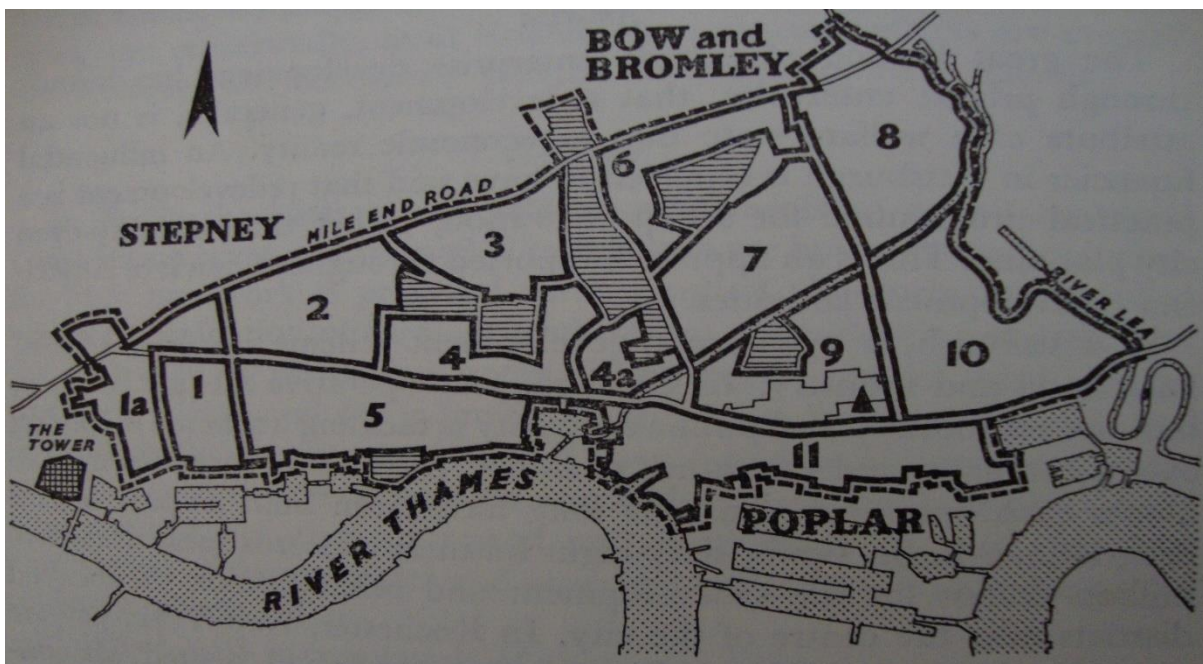 BOW and
BROMLEY
8
6
MILE END ROAD
STEPNEY
3
7
2
RIVER LEA
4
4a
9
10
1a
1
5
THE
TOWER
11
RIVER THAMES
POPLAR